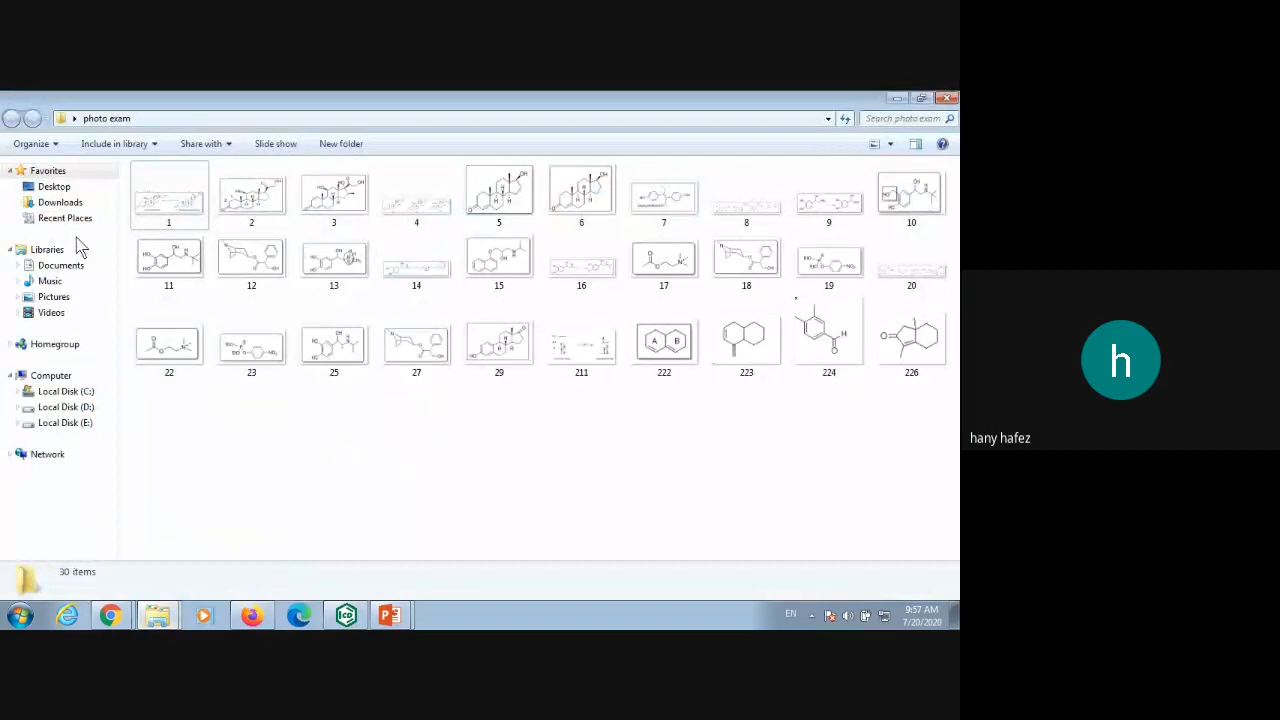 photo exam
Search photo exam
Organize
Include in library
Share with
Slide show
New folder
Favorites
Desktop
Downloads
Recent Places
Libraries
Documents
Music
Pictures
Videos
Homegroup
Computer
Local Disk (C:)
Local Disk (D:)
Local Disk (E:)
Network
1 2 3 4 5 6 7 8 9 10
11 12 13 14 15 16 17 18 19 20
A B
22 23 25 27 29 211 222 223 224 226
30 items
EN
9:57 AM
7/20/2020
h
hany hafez